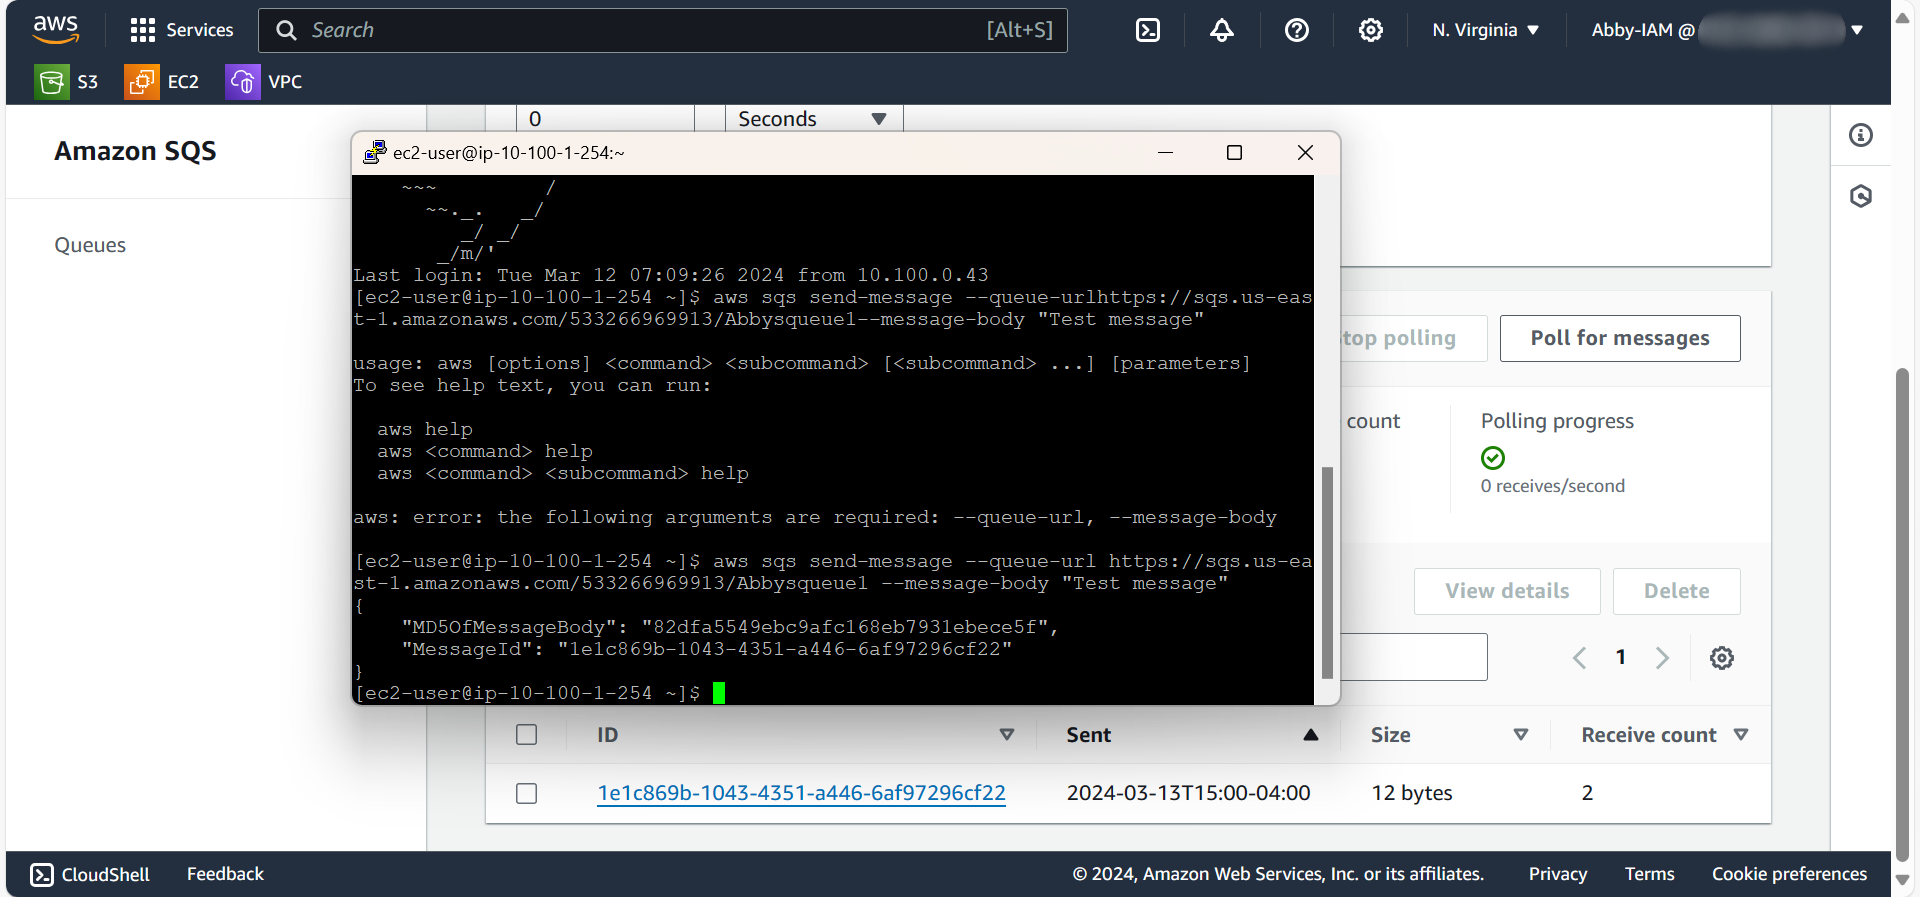 aws
Services
Search
[Alt+S]
N. Virginia
Abby-IAM @
S3
EC2
VPC
Amazon SQS
Queues
0
Seconds
ec2-user@ip-10-100-1-254:~
~~~         /
~~._.   _/
_/ _/
_/m/'
Last login: Tue Mar 12 07:09:26 2024 from 10.100.0.43
[ec2-user@ip-10-100-1-254 ~]$ aws sqs send-message --queue-urlhttps://sqs.us-eas
t-1.amazonaws.com/533266969913/Abbysqueue1--message-body "Test message"
usage: aws [options] <command> <subcommand> [<subcommand> ...] [parameters]
To see help text, you can run:
aws help
aws <command> help
aws <command> <subcommand> help
aws: error: the following arguments are required: --queue-url, --message-body
[ec2-user@ip-10-100-1-254 ~]$ aws sqs send-message --queue-url https://sqs.us-ea
st-1.amazonaws.com/533266969913/Abbysqueue1 --message-body "Test message"
{
"MD5OfMessageBody": "82dfa5549ebc9afc168eb7931ebece5f",
"MessageId": "1e1c869b-1043-4351-a446-6af97296cf22"
}
[ec2-user@ip-10-100-1-254 ~]$
top polling
Poll for messages
count
Polling progress
0 receives/second
View details
Delete
1
ID
Sent
Size
Receive count
1e1c869b-1043-4351-a446-6af97296cf22
2024-03-13T15:00-04:00
12 bytes
2
CloudShell
Feedback
© 2024, Amazon Web Services, Inc. or its affiliates.
Privacy
Terms
Cookie preferences